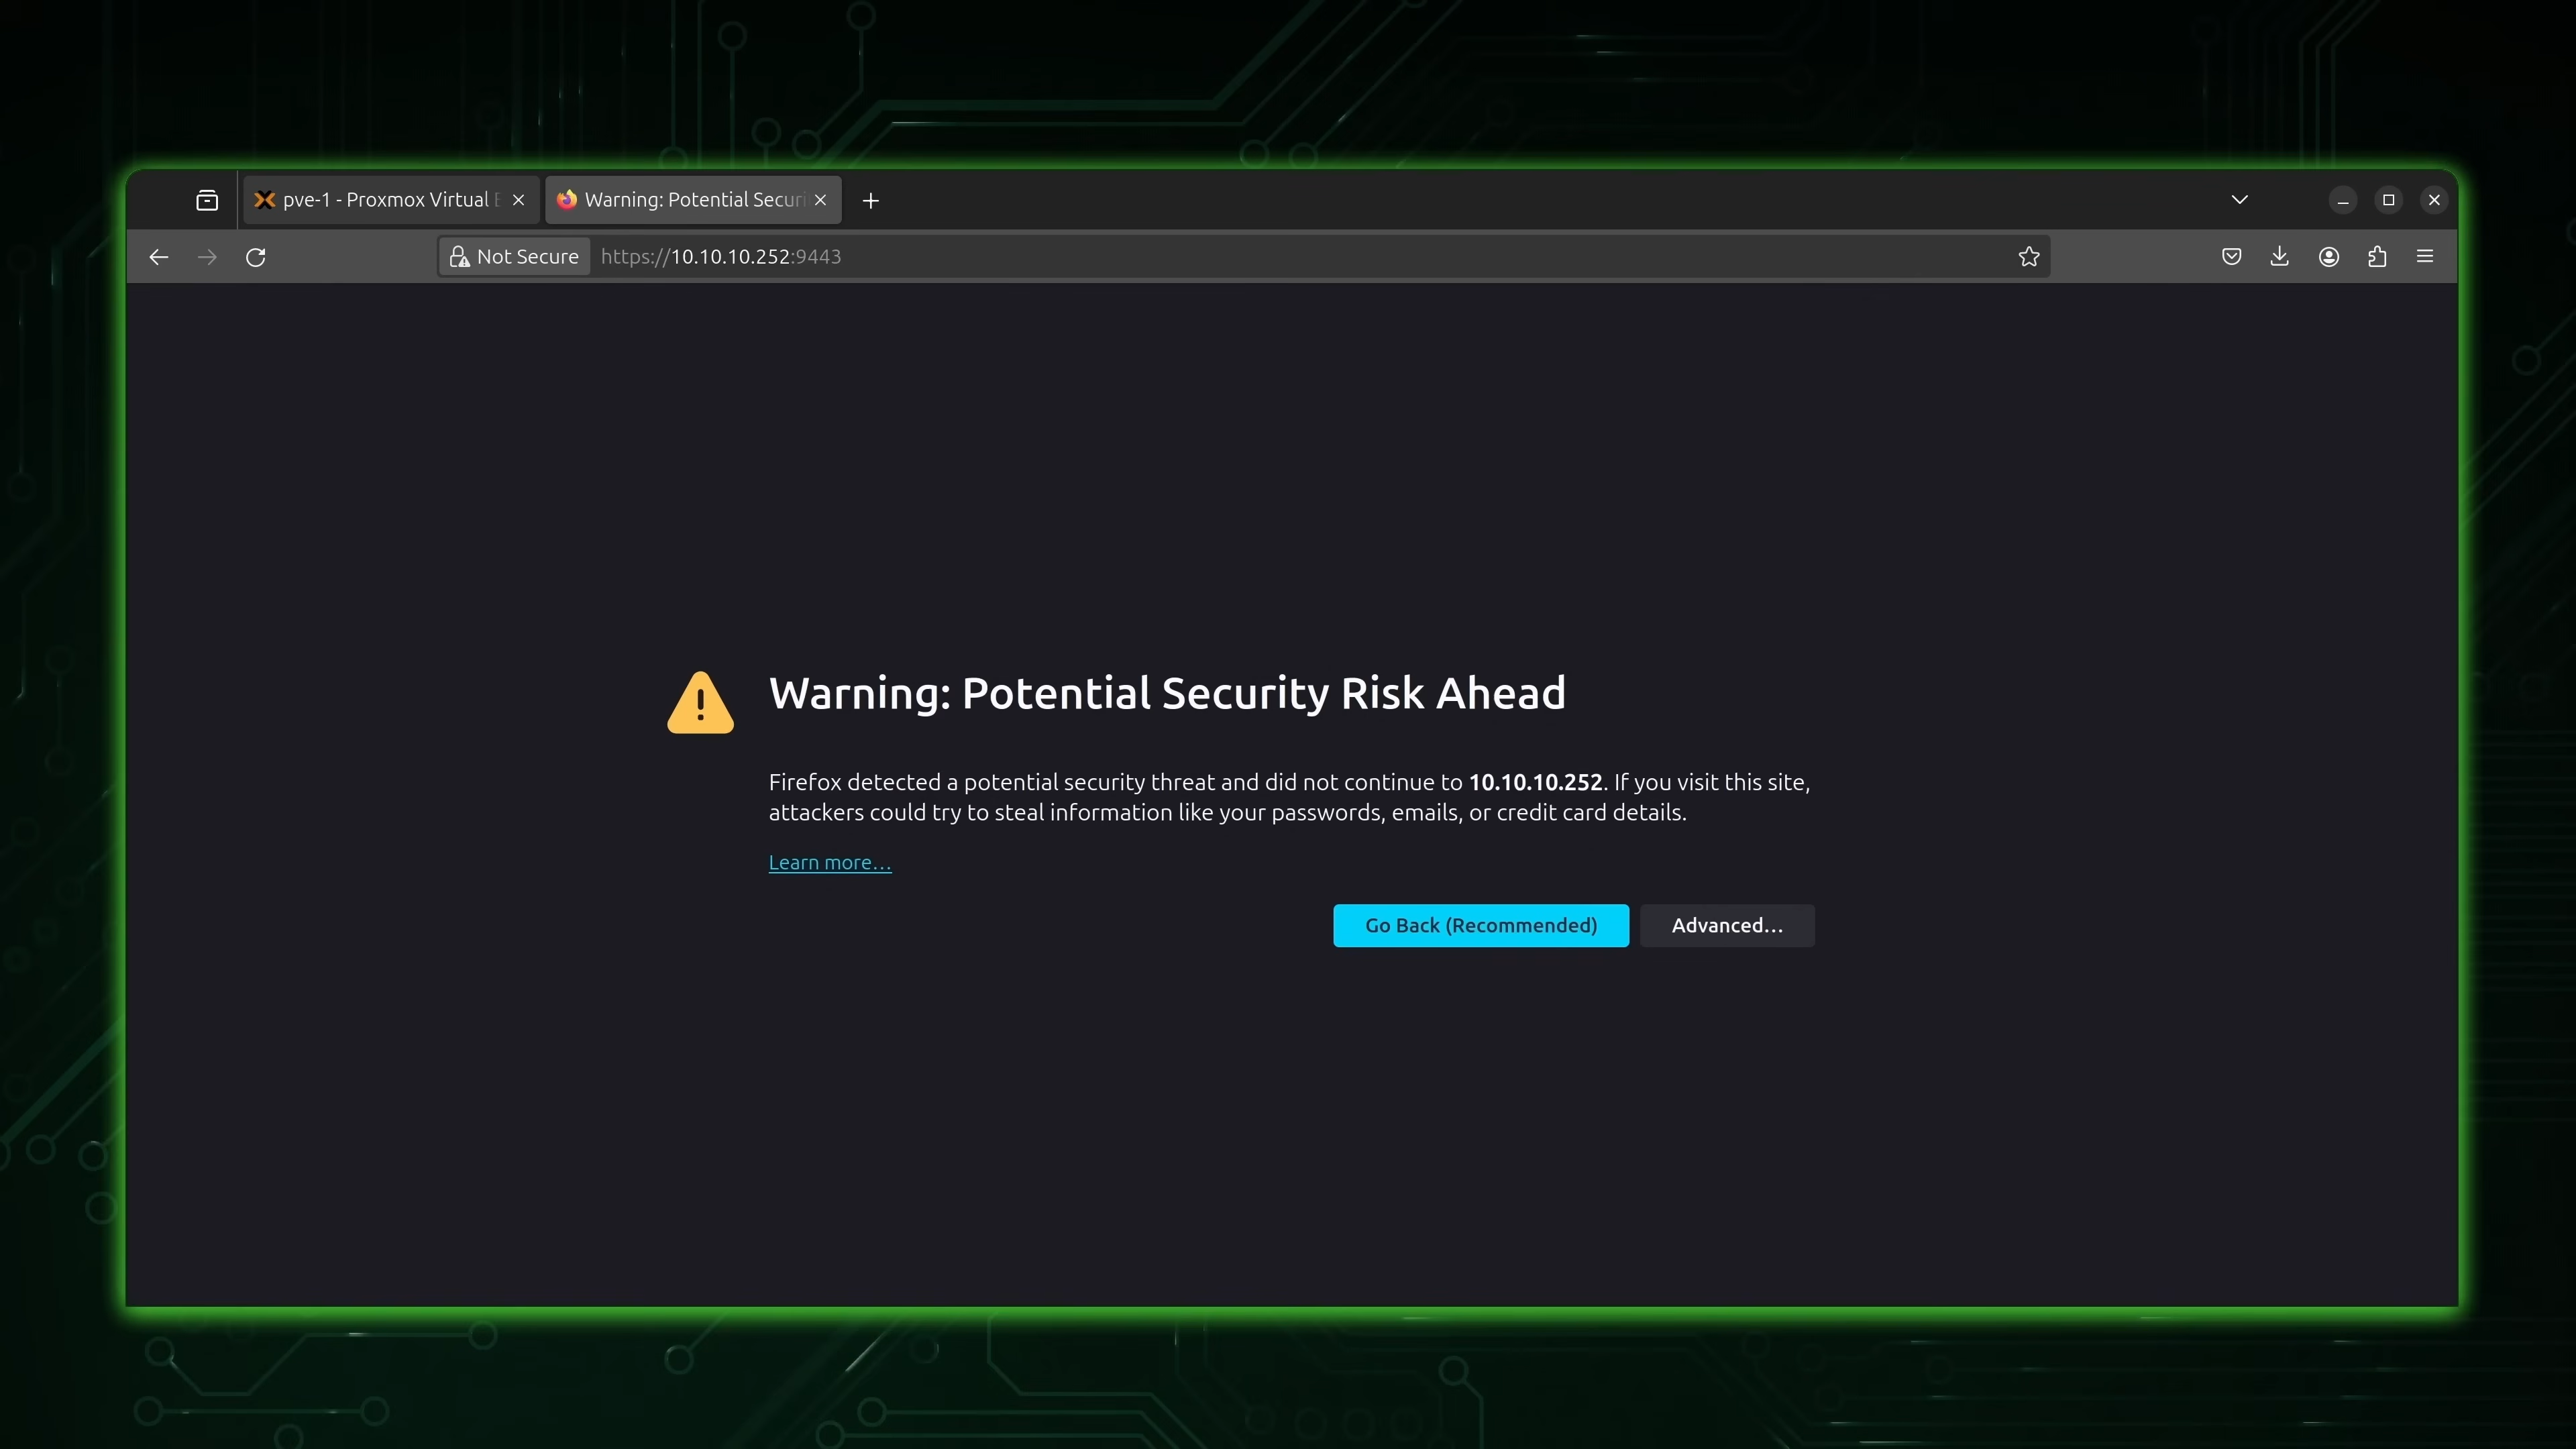 pve-1 - Proxmox Virtual E
Warning: Potential Securi
Not Secure
https://10.10.10.252:9443
Warning: Potential Security Risk Ahead
Firefox detected a potential security threat and did not continue to 10.10.10.252. If you visit this site,
attackers could try to steal information like your passwords, emails, or credit card details.
Learn more...
Go Back (Recommended)
Advanced...